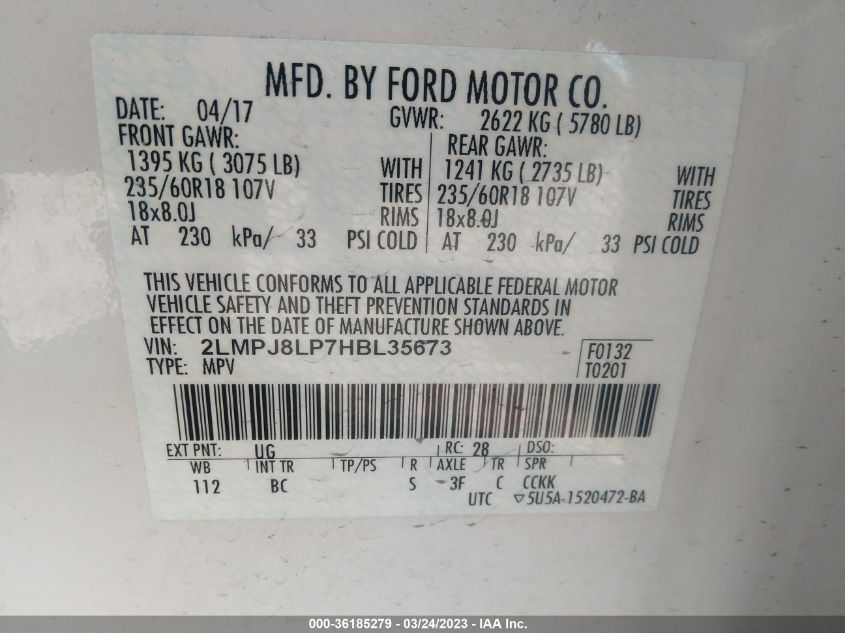 MFD. BY FORD MOTOR CO.
DATE: 04/17 GVWR: 2622 KG ( 5780 LB)
FRONT GAWR: REAR GAWR:
1395 KG ( 3075 LB) WITH 1241 KG ( 2735 LB) WITH
235/60R18 107V TIRES 235/60R18 107V TIRES
18x8.0J RIMS 18x8.0J RIMS
AT 230 kPa/ 33 PSI COLD AT 230 kPa/ 33 PSI COLD
THIS VEHICLE CONFORMS TO ALL APPLICABLE FEDERAL MOTOR
VEHICLE SAFETY AND THEFT PREVENTION STANDARDS IN
EFFECT ON THE DATE OF MANUFACTURE SHOWN ABOVE.
VIN: 2LMPJ8LP7HBL35673 F0132
TYPE: MPV T0201
EXT PNT: UG RC: 28 DSO:
WB INT TR TP/PS R AXLE TR SPR
112 BC S 3F C CCKK
UTC ▽5U5A-1520472-BA
000-36185279 - 03/24/2023 - IAA Inc.